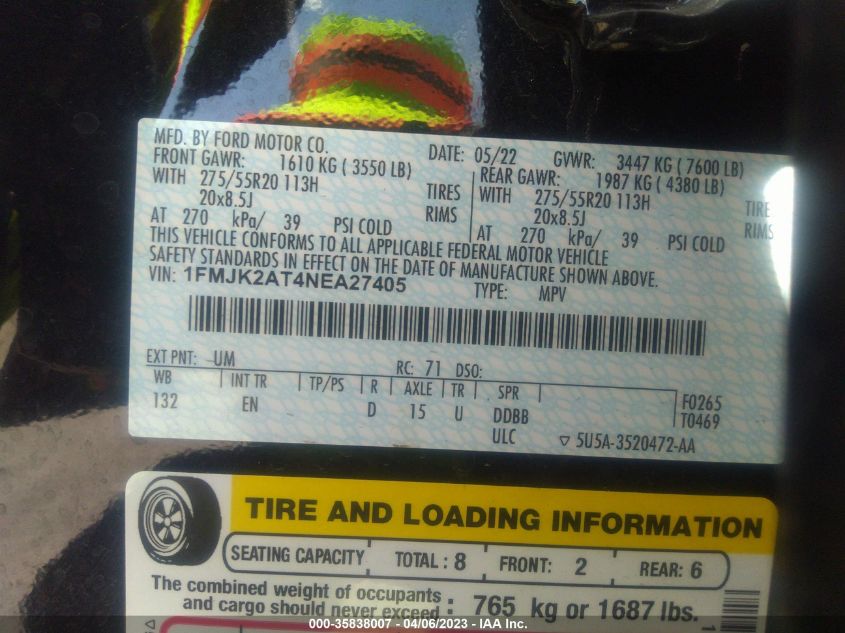 MFD. BY FORD MOTOR CO.
DATE: 05/22 GVWR: 3447 KG ( 7600 LB)
FRONT GAWR: 1610 KG ( 3550 LB) REAR GAWR: 1987 KG ( 4380 LB)
WITH 275/55R20 113H TIRES WITH 275/55R20 113H TIRE
20x8.5J RIMS 20x8.5J RIMS
AT 270 kPa/ 39 PSI COLD AT 270 kPa/ 39 PSI COLD
THIS VEHICLE CONFORMS TO ALL APPLICABLE FEDERAL MOTOR VEHICLE
SAFETY STANDARDS IN EFFECT ON THE DATE OF MANUFACTURE SHOWN ABOVE.
VIN: 1FMJK2AT4NEA27405 TYPE: MPV
EXT PNT: UM RC: 71 DSO:
WB INT TR TP/PS R AXLE TR SPR F0265
132 EN D 15 U DDBB T0469
ULC ▽ 5U5A-3520472-AA
TIRE AND LOADING INFORMATION
SEATING CAPACITY TOTAL : 8 FRONT: 2 REAR: 6
The combined weight of occupants
and cargo should never exceed : 765 kg or 1687 lbs.
000-35838007 - 04/06/2023 - IAA Inc.